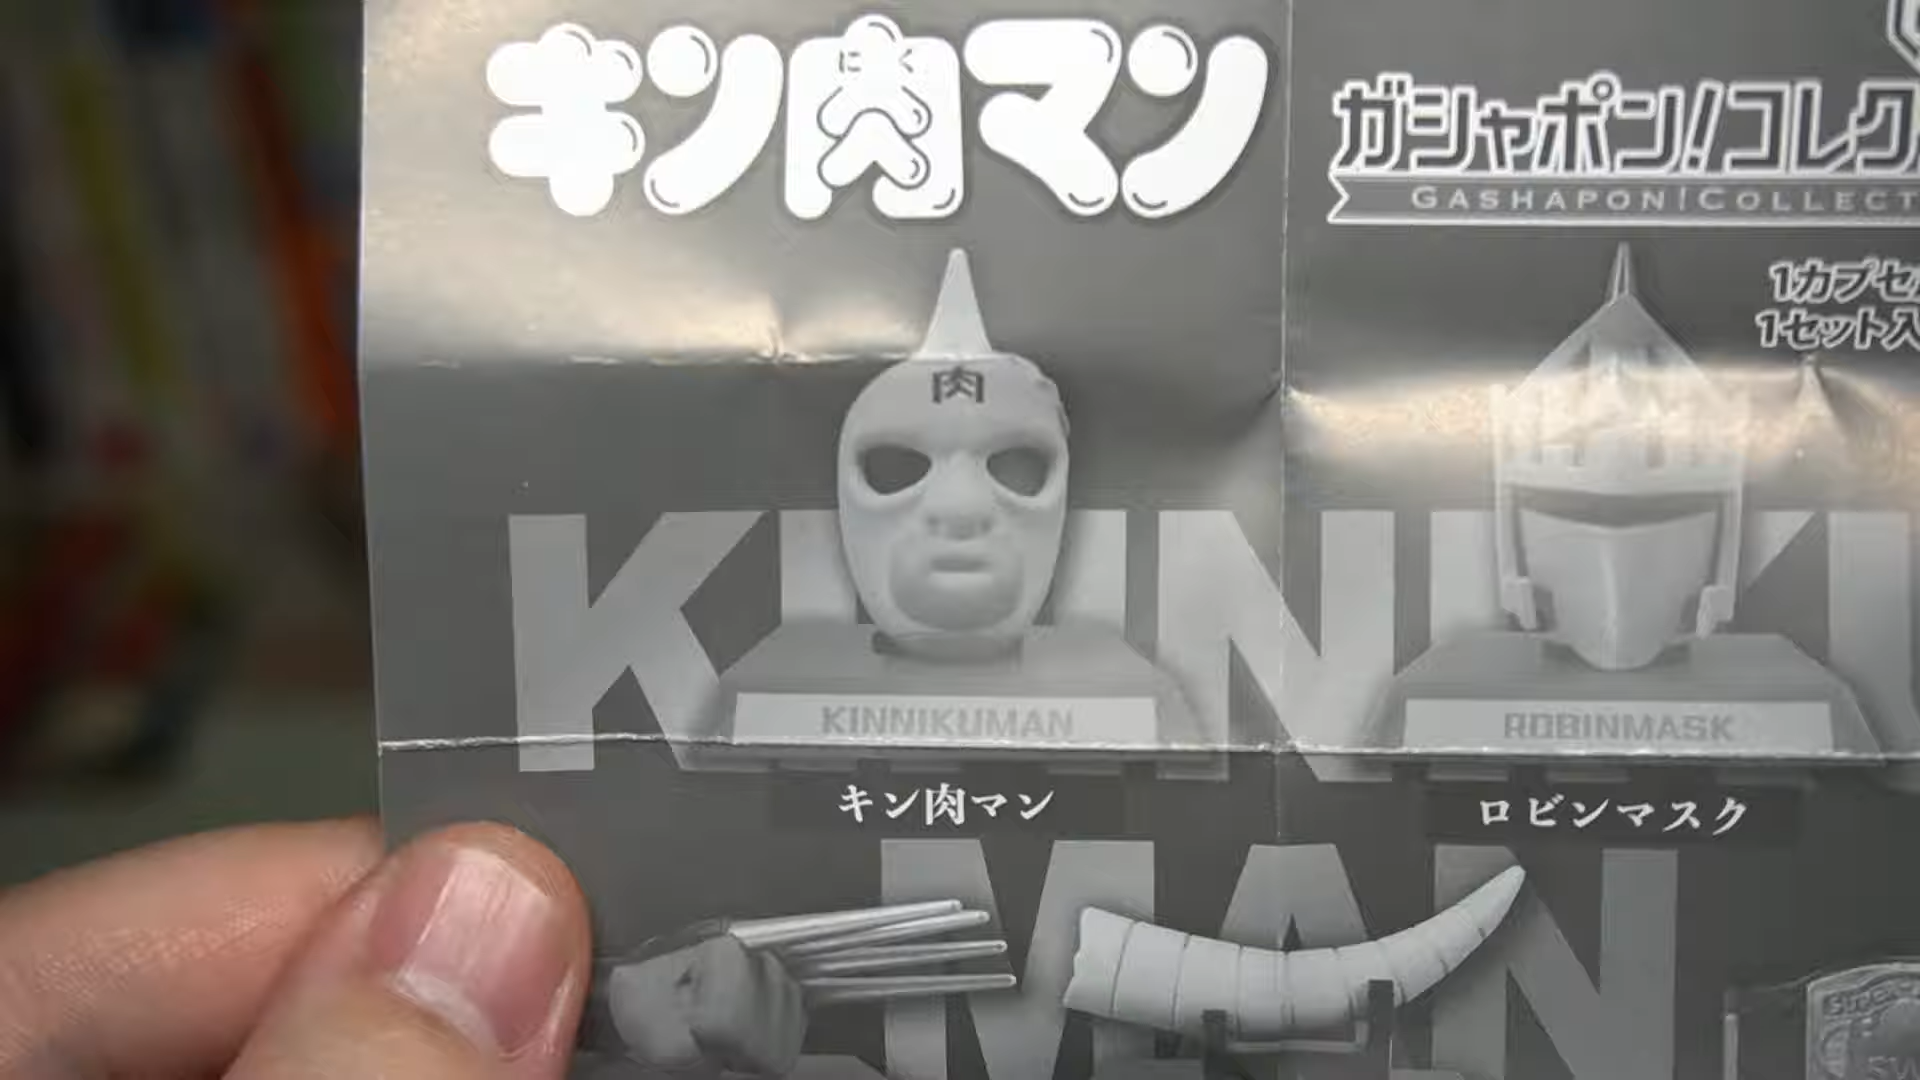 キン肉マン
にく
ガシャポン!コレク
GASHAPON!COLLECT
1カプセ
1セット入
肉
KINNIKU
KINNIKUMAN
ROBINMASK
キン肉マン
ロビンマスク
MAN